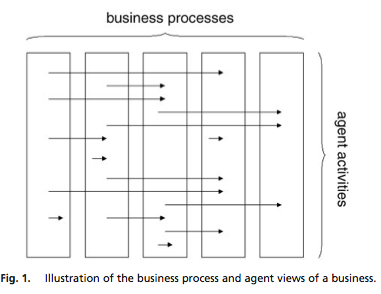 business processes
agent activities
Fig. 1. Illustration of the business process and agent views of a business.